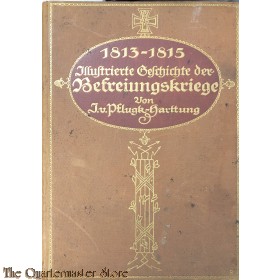 1813-1815
Illustrierte Geschichte der
Befreiungskriege
Von
J.v.Pflugk-Harttung
© The Quartermaster Store